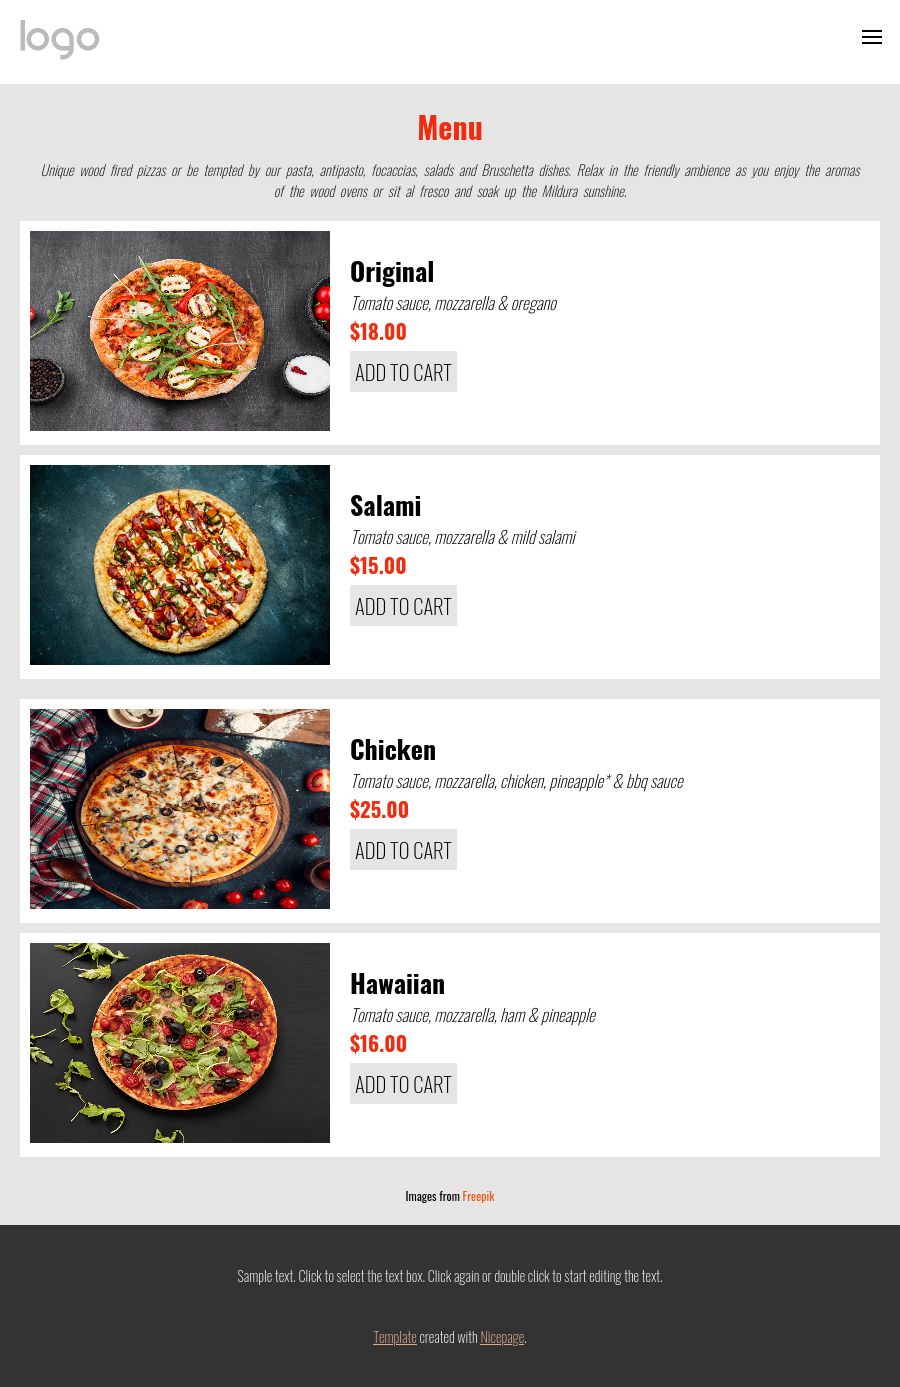 logo
Menu
Unique wood fired pizzas or be tempted by our pasta, antipasto, focaccias, salads and Bruschetta dishes. Relax in the friendly ambience as you enjoy the aromas
of the wood ovens or sit al fresco and soak up the Mildura sunshine.
Original
Tomato sauce, mozzarella & oregano
$18.00
ADD TO CART
Salami
Tomato sauce, mozzarella & mild salami
$15.00
ADD TO CART
Chicken
Tomato sauce, mozzarella, chicken, pineapple* & bbq sauce
$25.00
ADD TO CART
Hawaiian
Tomato sauce, mozzarella, ham & pineapple
$16.00
ADD TO CART
Images from Freepik
Sample text. Click to select the text box. Click again or double click to start editing the text.
Template created with Nicepage.